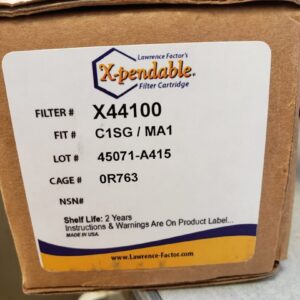 Lawrence Factor's
X-pendable®
Filter Cartridge
FILTER # X44100
FIT # C1SG / MA1
LOT # 45071-A415
CAGE # 0R763
NSN#
Shelf Life: 2 Years
Instructions & Warnings Are On Product Label...
MADE IN USA.
www.Lawrence-Factor.com